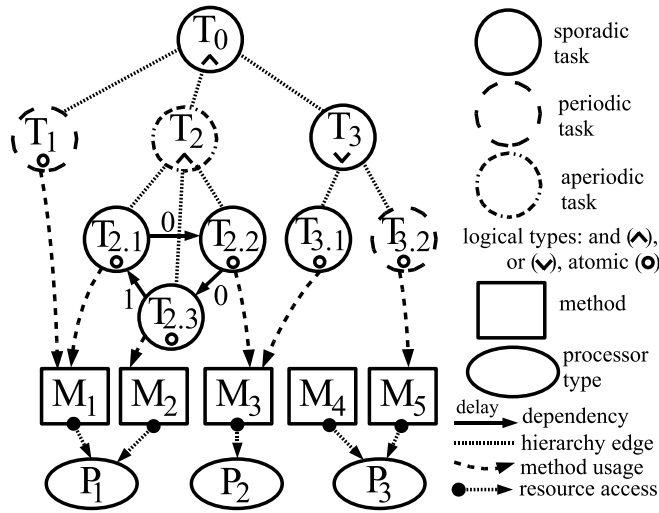 T0
T1
T2
T3
T2.1
0
T2.2
T3.1
T3.2
1
0
T2.3
M1
M2
M3
M4
M5
P1
P2
P3
sporadic
task
periodic
task
aperiodic
task
logical types: and (∧),
or (∨), atomic (o)
method
processor
type
delay
dependency
hierarchy edge
method usage
resource access